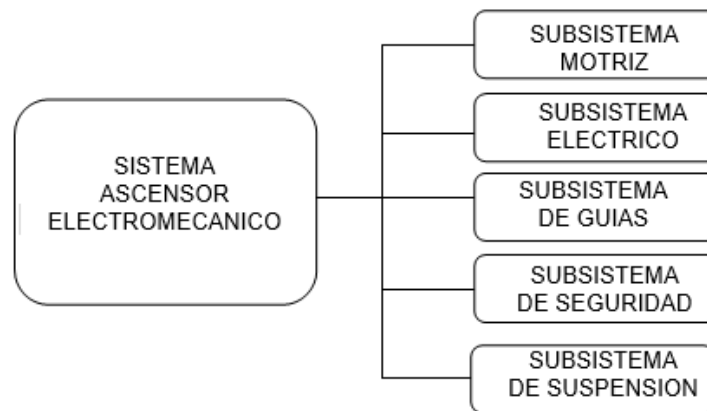 SISTEMA
ASCENSOR
ELECTROMECANICO
SUBSISTEMA
MOTRIZ
SUBSISTEMA
ELECTRICO
SUBSISTEMA
DE GUIAS
SUBSISTEMA
DE SEGURIDAD
SUBSISTEMA
DE SUSPENSION